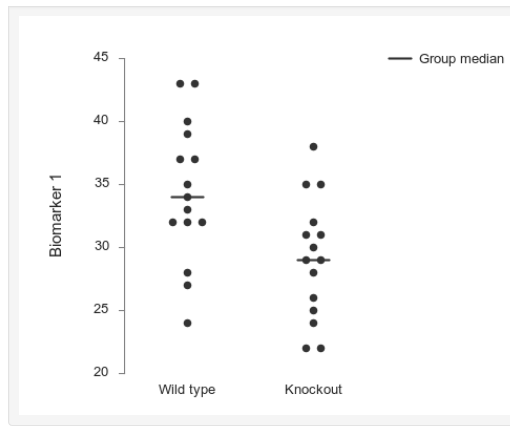 45
Group median
40
35
Biomarker 1
30
25
20
Wild type
Knockout